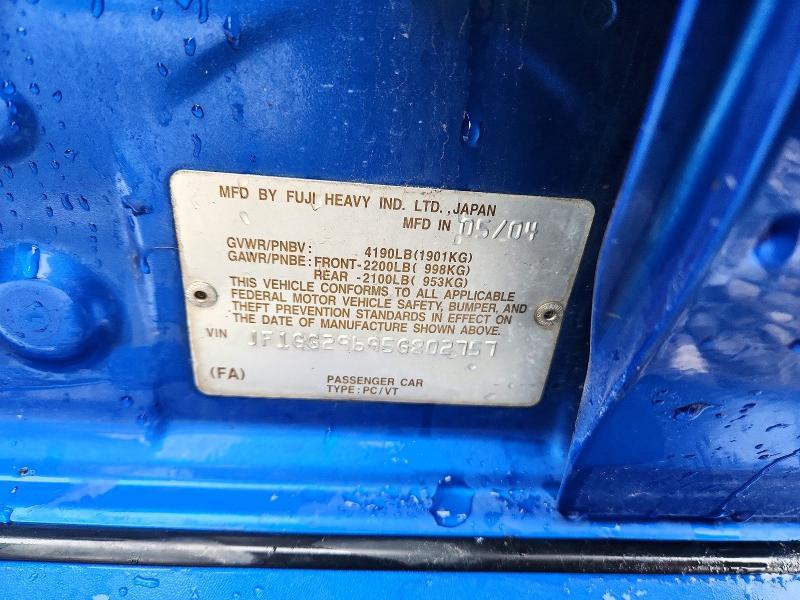 MFD BY FUJI HEAVY IND. LTD.,JAPAN
MFD IN 05/04
GVWR/PNBV: 4190LB(1901KG)
GAWR/PNBE: FRONT-2200LB( 998KG)
REAR -2100LB( 953KG)
THIS VEHICLE CONFORMS TO ALL APPLICABLE
FEDERAL MOTOR VEHICLE SAFETY, BUMPER, AND
THEFT PREVENTION STANDARDS IN EFFECT ON
THE DATE OF MANUFACTURE SHOWN ABOVE.
VIN JF1GG29695G802757
(FA) PASSENGER CAR
TYPE:PC/VT